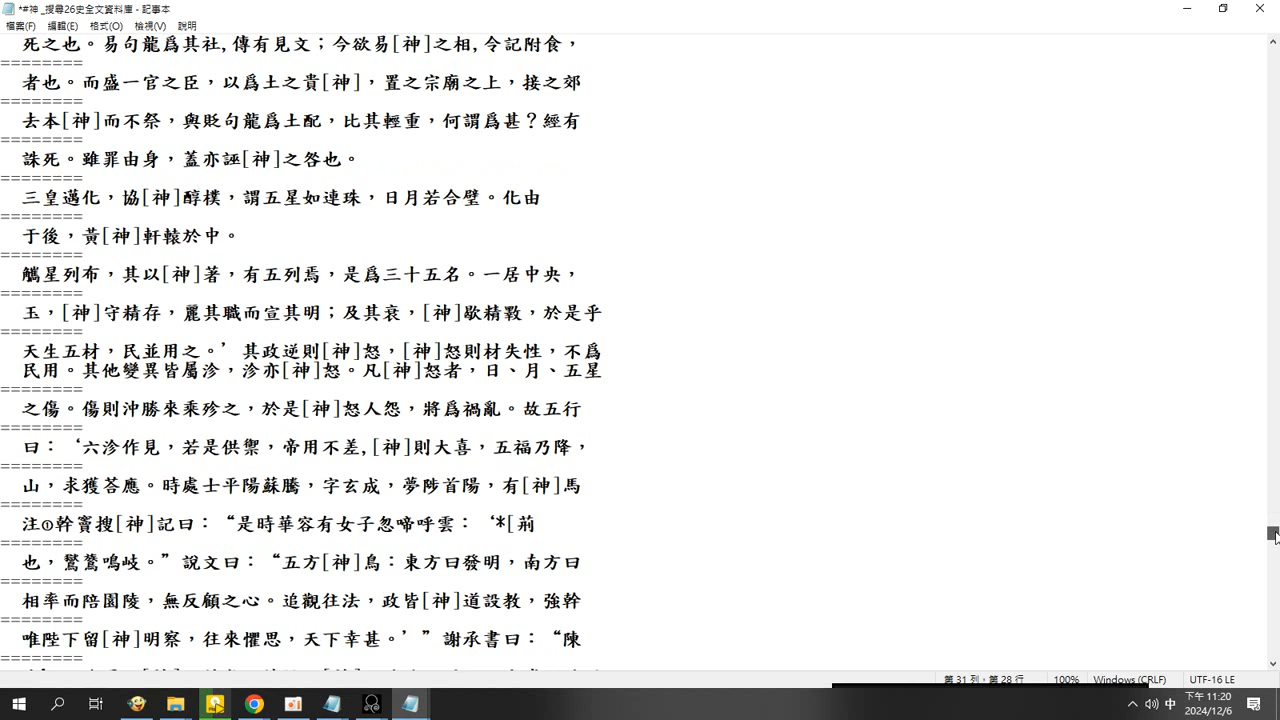 *#神 _搜尋26史全文資料庫 - 記事本
檔案(F) 編輯(E) 格式(O) 檢視(V) 說明
死之也。易句龍爲其社,傳有見文；今欲易[神]之相,令記附食，
========
者也。而盛一官之臣，以爲土之貴[神]，置之宗廟之上，接之郊
========
去本[神]而不祭，與貶句龍爲土配，比其輕重，何謂爲甚？經有
========
誅死。雖罪由身，蓋亦誣[神]之咎也。
========
三皇邁化，協[神]醇樸，謂五星如連珠，日月若合璧。化由
========
于後，黃[神]軒轅於中。
========
觿星列布，其以[神]著，有五列焉，是爲三十五名。一居中央，
========
玉，[神]守精存，麗其職而宣其明；及其衰，[神]歇精斁，於是乎
========
天生五材，民並用之。’其政逆則[神]怒，[神]怒則材失性，不爲
民用。其他變異皆屬沴，沴亦[神]怒。凡[神]怒者，日、月、五星
========
之傷。傷則沖勝來乘殄之，於是[神]怒人怨，將爲禍亂。故五行
========
曰：‘六沴作見，若是供禦，帝用不差,[神]則大喜，五福乃降，
========
山，求獲荅應。時處士平陽蘇騰，字玄成，夢陟首陽，有[神]馬
========
注①幹寶搜[神]記曰：“是時華容有女子忽啼呼雲：‘*[荊
========
也，鸑鷟鳴岐。”說文曰：“五方[神]鳥：東方曰發明，南方曰
========
相率而陪園陵，無反顧之心。追觀往法，政皆[神]道設教，強幹
========
唯陛下留[神]明察，往來懼思，天下幸甚。’”謝承書曰：“陳
========
第 31 列，第 28 行 100% Windows (CRLF) UTF-16 LE
中 下午 11:20
2024/12/6